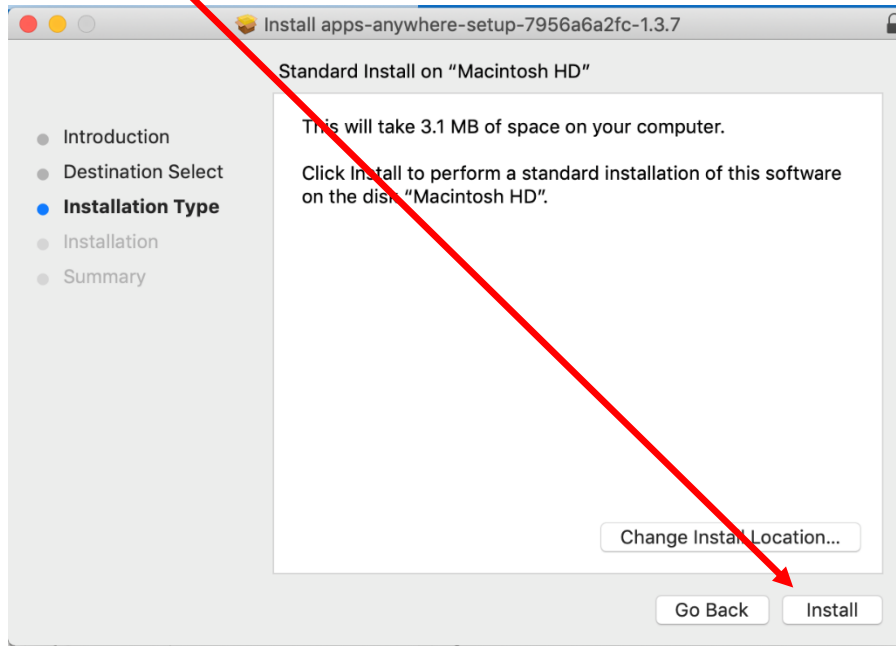 Install apps-anywhere-setup-7956a6a2fc-1.3.7
Standard Install on “Macintosh HD”
Introduction
Destination Select
Installation Type
Installation
Summary
This will take 3.1 MB of space on your computer.
Click Install to perform a standard installation of this software
on the disk “Macintosh HD”.
Change Install Location...
Go Back
Install